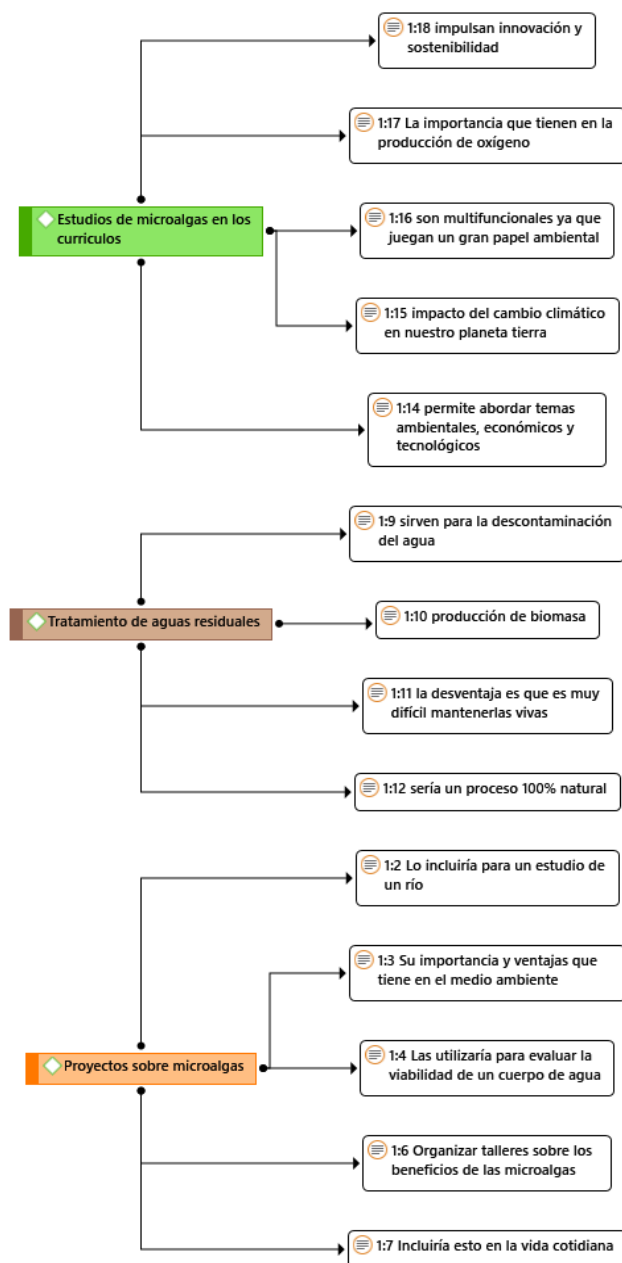 1:18 impulsan innovación y
sostenibilidad
1:17 La importancia que tienen en la
producción de oxígeno
Estudios de microalgas en los
curriculos
1:16 son multifuncionales ya que
juegan un gran papel ambiental
1:15 impacto del cambio climático
en nuestro planeta tierra
1:14 permite abordar temas
ambientales, económicos y
tecnológicos
1:9 sirven para la descontaminación
del agua
Tratamiento de aguas residuales
1:10 producción de biomasa
1:11 la desventaja es que es muy
difícil mantenerlas vivas
1:12 sería un proceso 100% natural
1:2 Lo incluiría para un estudio de
un río
1:3 Su importancia y ventajas que
tiene en el medio ambiente
Proyectos sobre microalgas
1:4 Las utilizaría para evaluar la
viabilidad de un cuerpo de agua
1:6 Organizar talleres sobre los
beneficios de las microalgas
1:7 Incluiría esto en la vida cotidiana